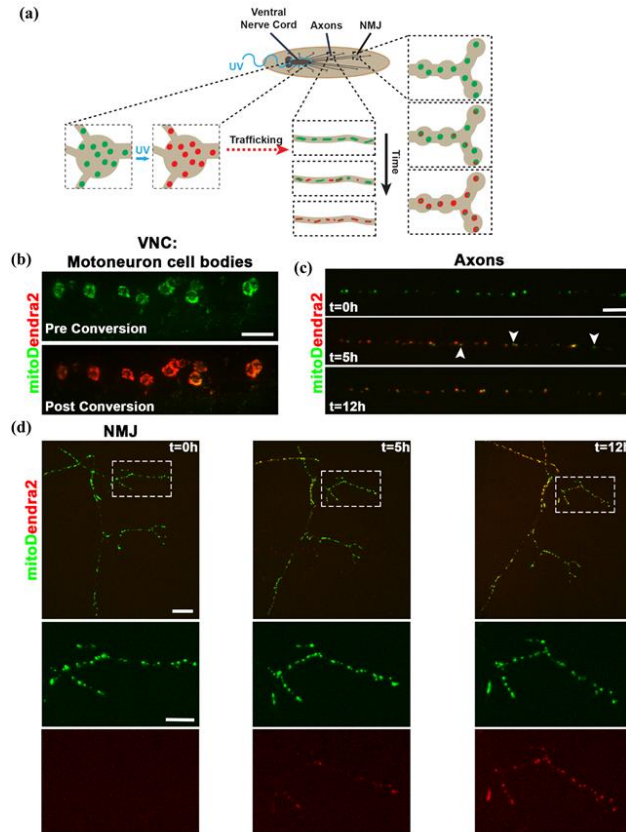 (a)
Ventral
Nerve Cord
Axons
NMJ
UV
UV
Trafficking
Time
VNC:
Motoneuron cell bodies
(b)
mitoDendra2
Pre Conversion
Post Conversion
Axons
(c)
mitoDendra2
t=0h
t=5h
t=12h
(d)
NMJ
mitoDendra2
t=0h
t=5h
t=12h